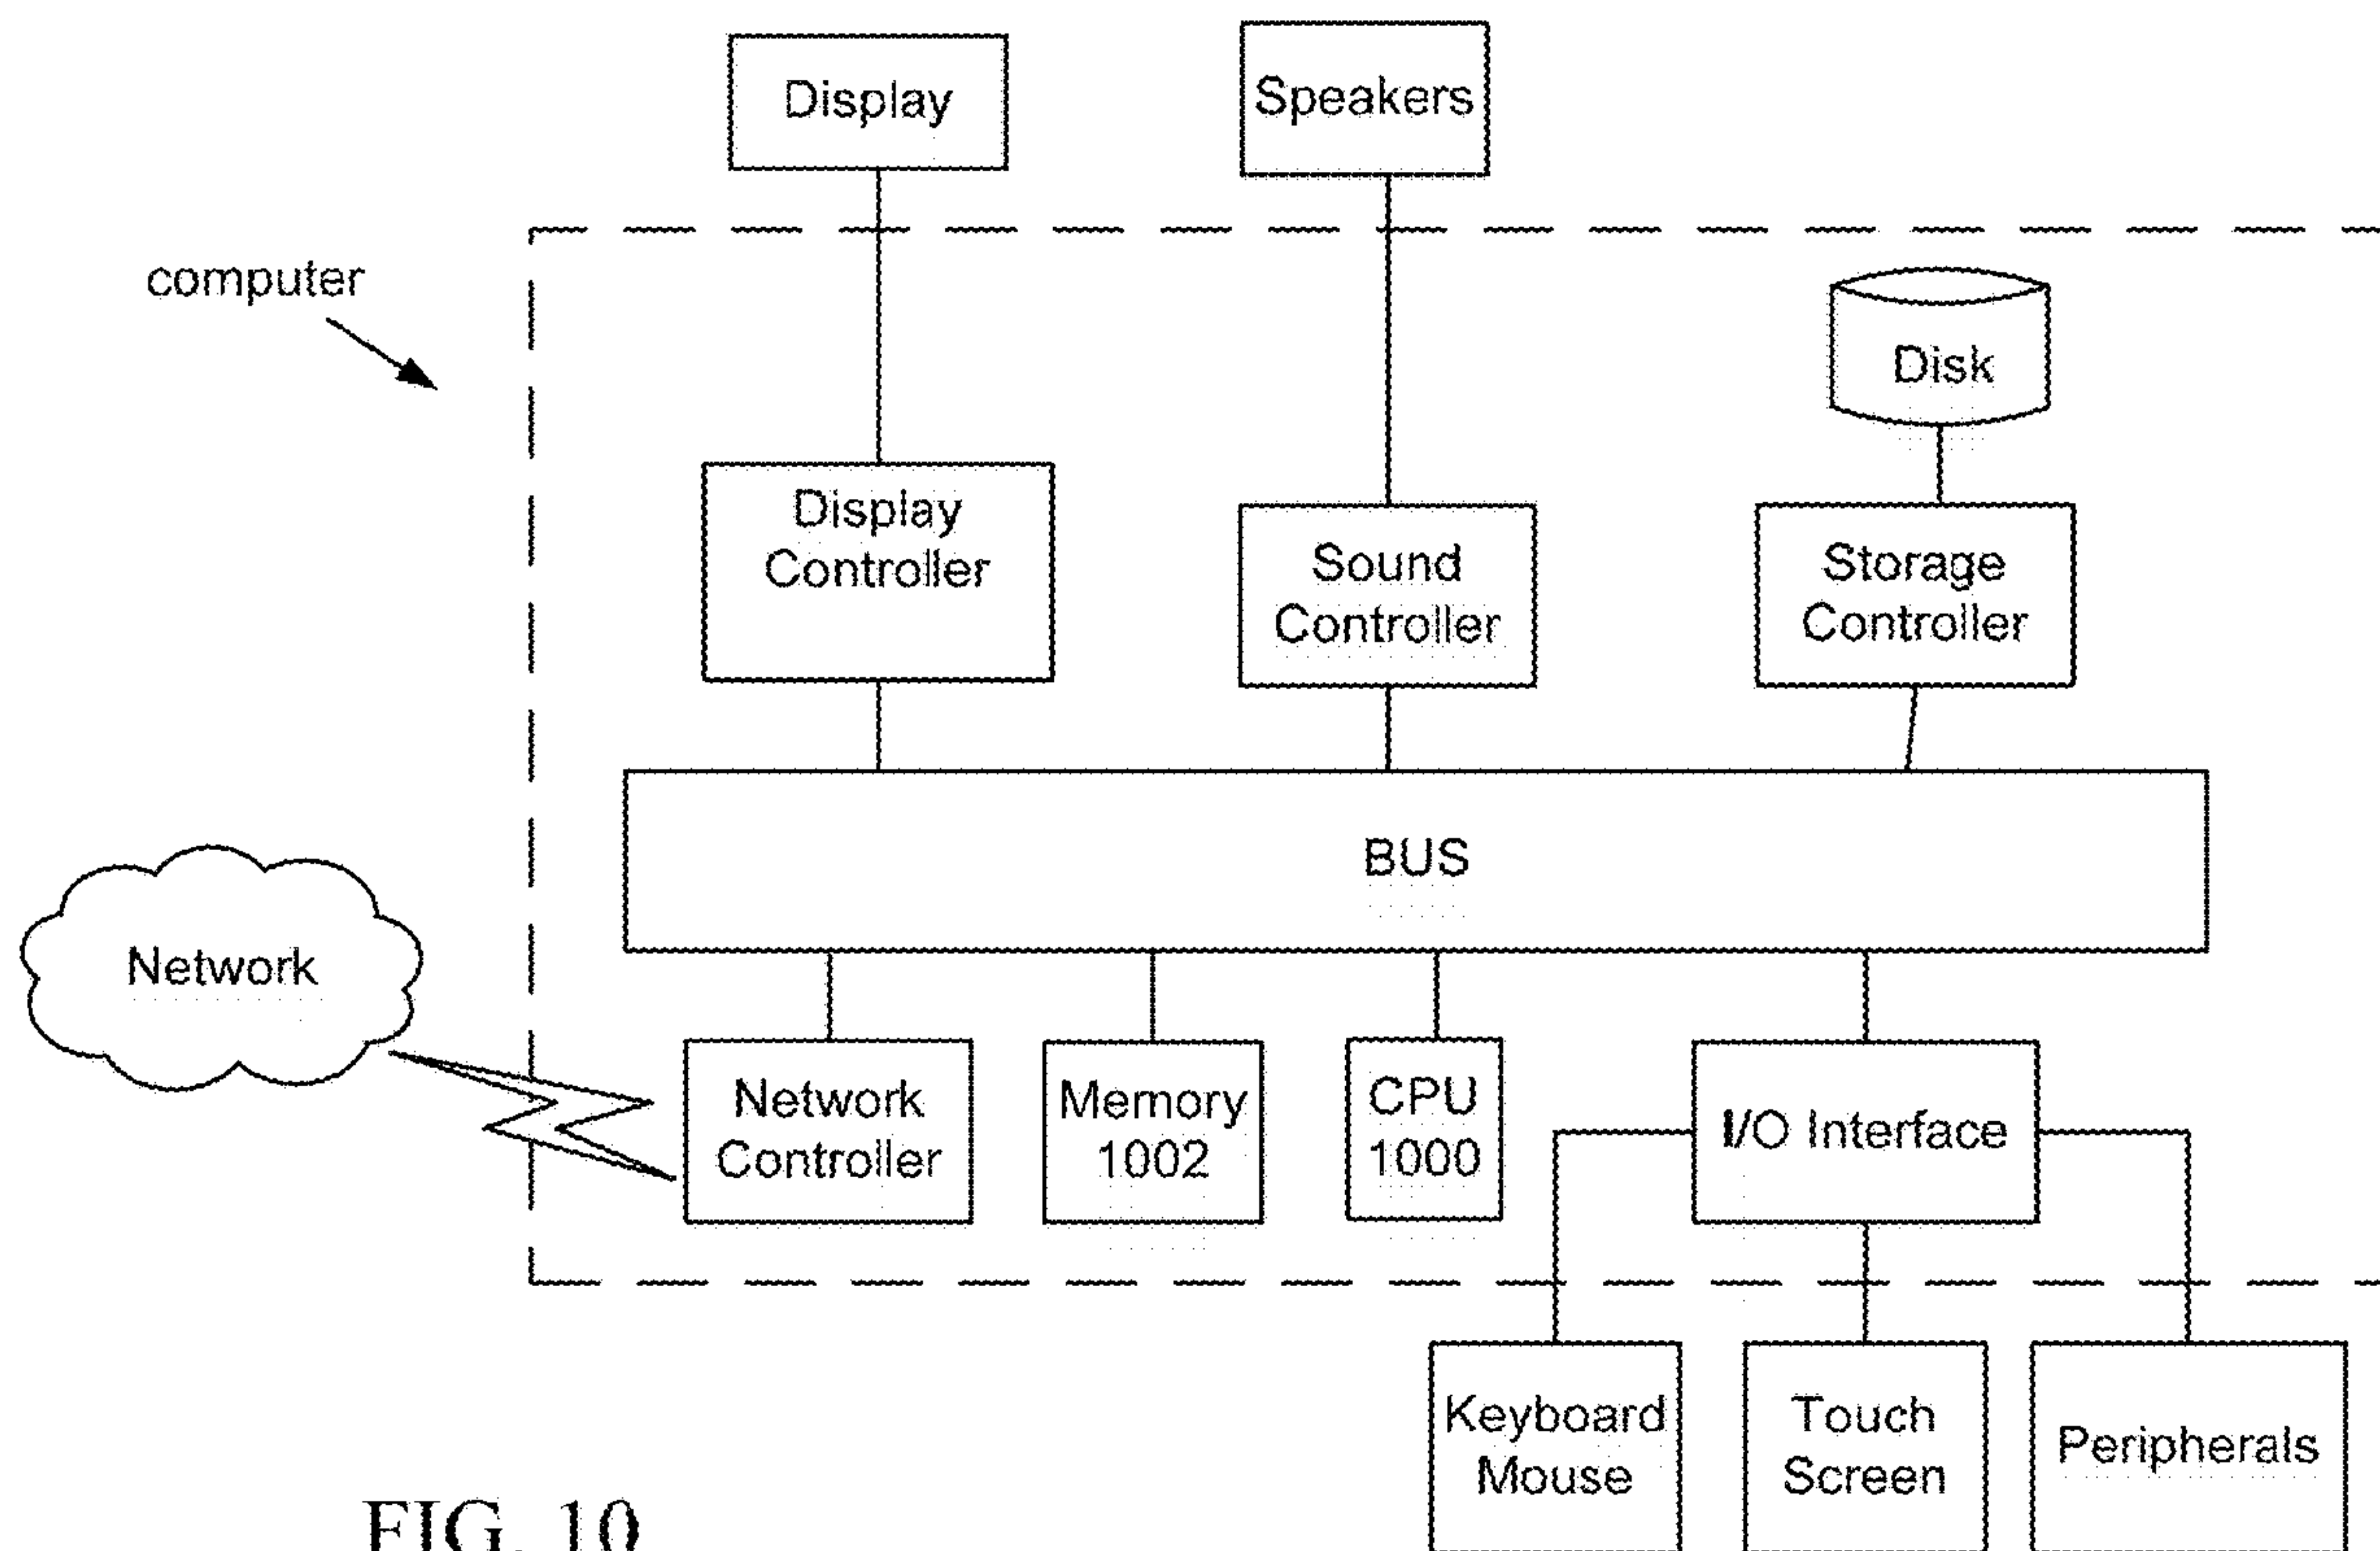 Display
Speakers
computer
Disk
Display
Controller
Sound
Controller
Storage
Controller
BUS
Network
Network
Controller
Memory
1002
CPU
1000
I/O Interface
Keyboard
Mouse
Touch
Screen
Peripherals
FIG. 10